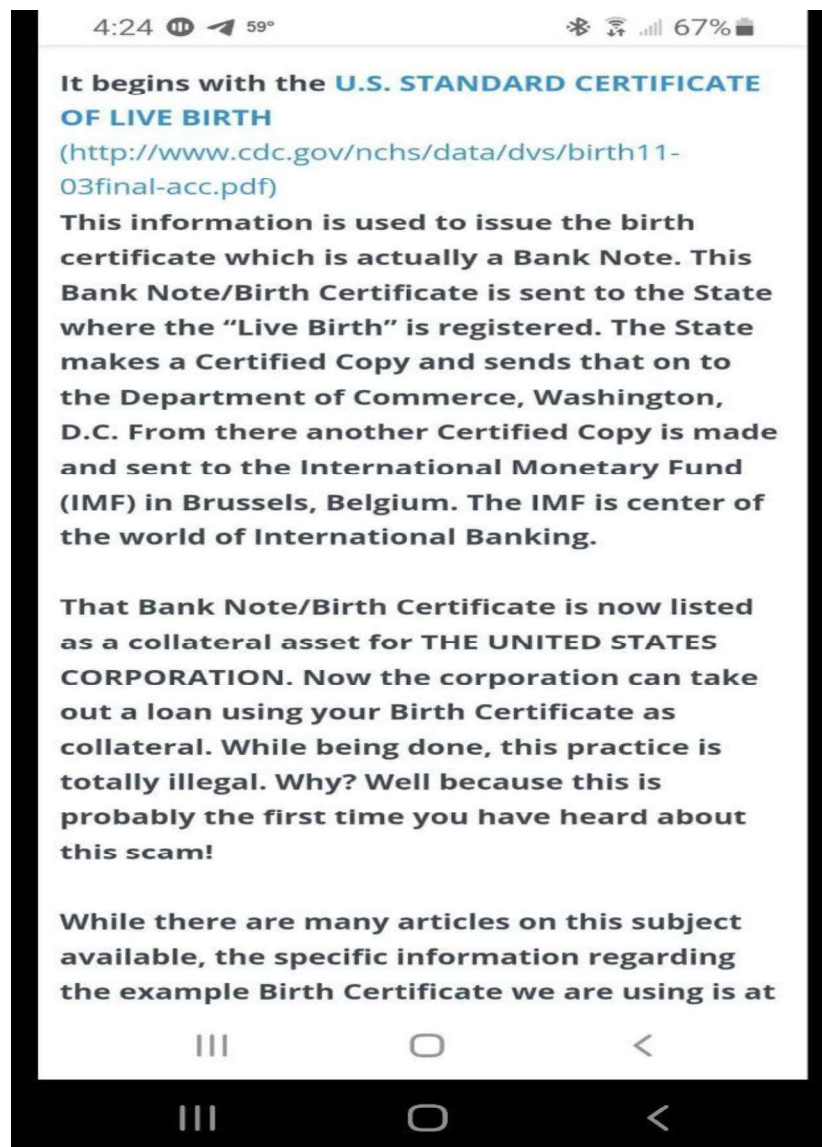 4:24 59°
67%
It begins with the U.S. STANDARD CERTIFICATE
OF LIVE BIRTH
(http://www.cdc.gov/nchs/data/dvs/birth11-
03final-acc.pdf)
This information is used to issue the birth
certificate which is actually a Bank Note. This
Bank Note/Birth Certificate is sent to the State
where the “Live Birth” is registered. The State
makes a Certified Copy and sends that on to
the Department of Commerce, Washington,
D.C. From there another Certified Copy is made
and sent to the International Monetary Fund
(IMF) in Brussels, Belgium. The IMF is center of
the world of International Banking.
That Bank Note/Birth Certificate is now listed
as a collateral asset for THE UNITED STATES
CORPORATION. Now the corporation can take
out a loan using your Birth Certificate as
collateral. While being done, this practice is
totally illegal. Why? Well because this is
probably the first time you have heard about
this scam!
While there are many articles on this subject
available, the specific information regarding
the example Birth Certificate we are using is at